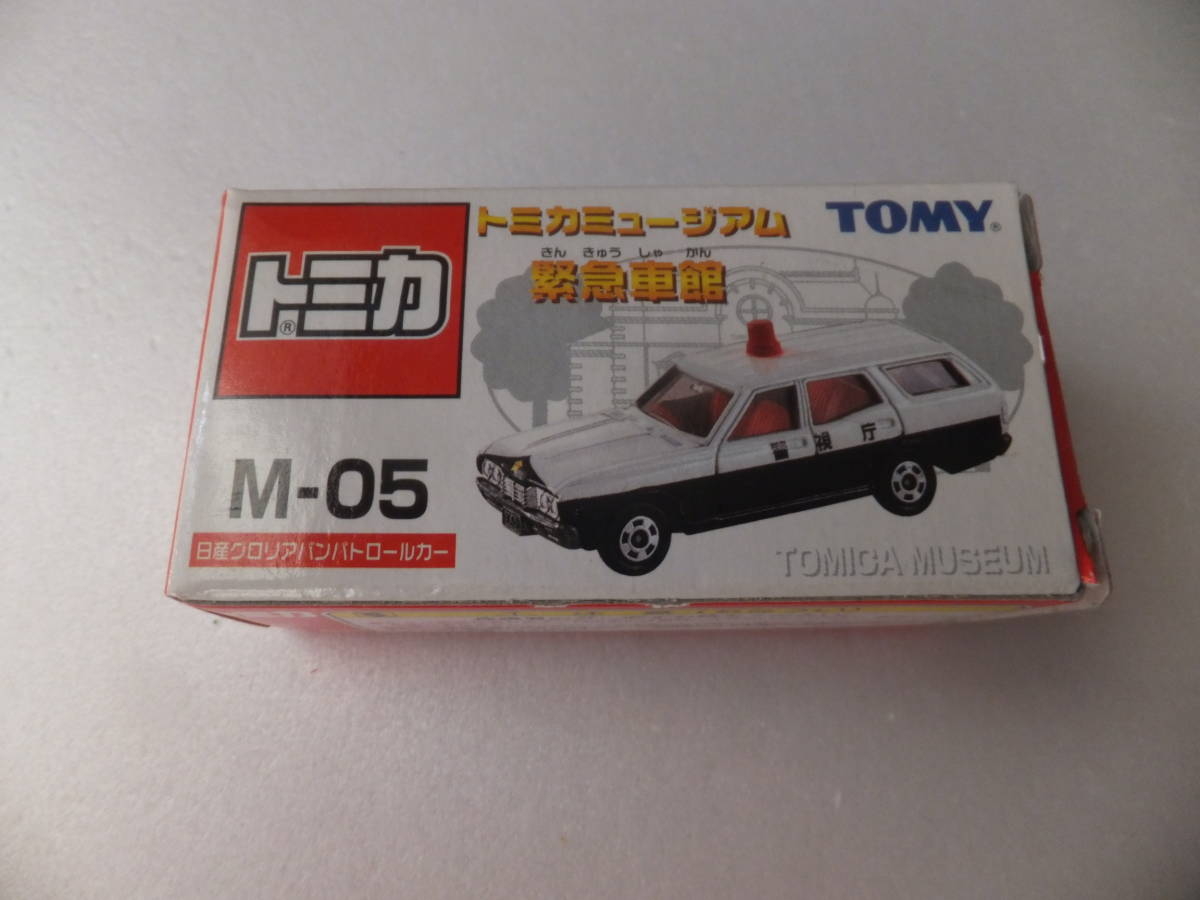 トミカ®
トミカミュージアム
きん きゅう しゃ かん
緊急車館
TOMY®
M-05
日産グロリアバンパトロールカー
警視庁
TOMICA MUSEUM